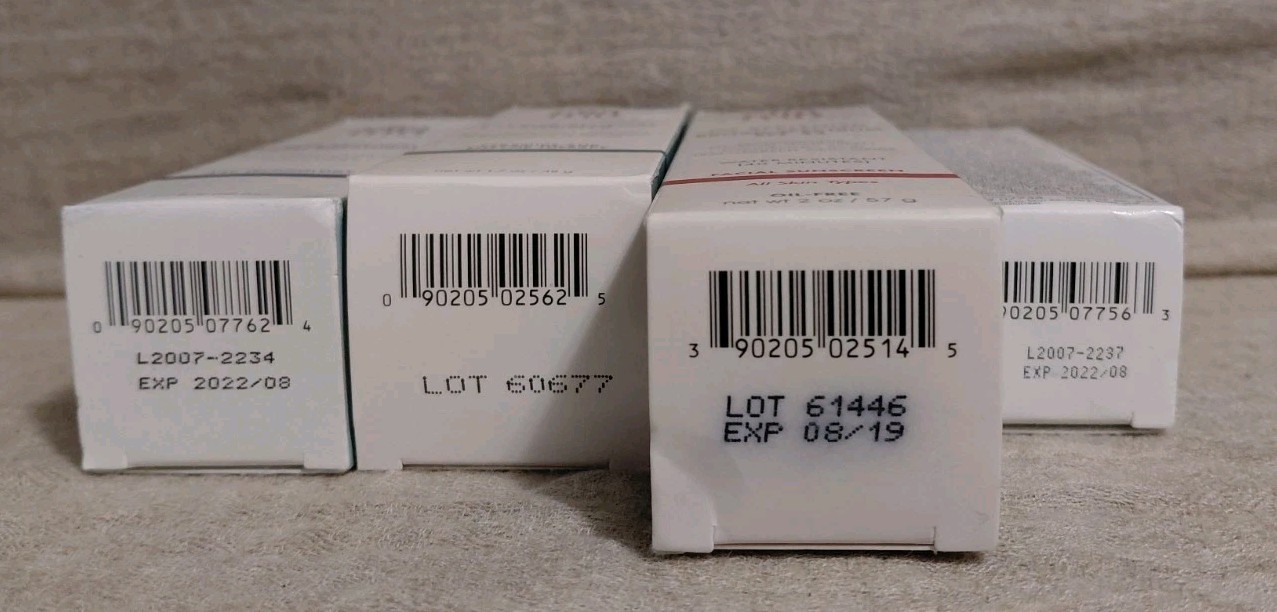 0 90205 07762 4
L2007-2234
EXP 2022/08
0 90205 02562 5
LOT 60677
WATER RESISTANT
FACIAL SUNSCREEN
All Skin Types
OIL-FREE
net wt 2 oz / 57 g
3 90205 02514 5
LOT 61446
EXP 08/19
90205 07756 3
L2007-2237
EXP 2022/08